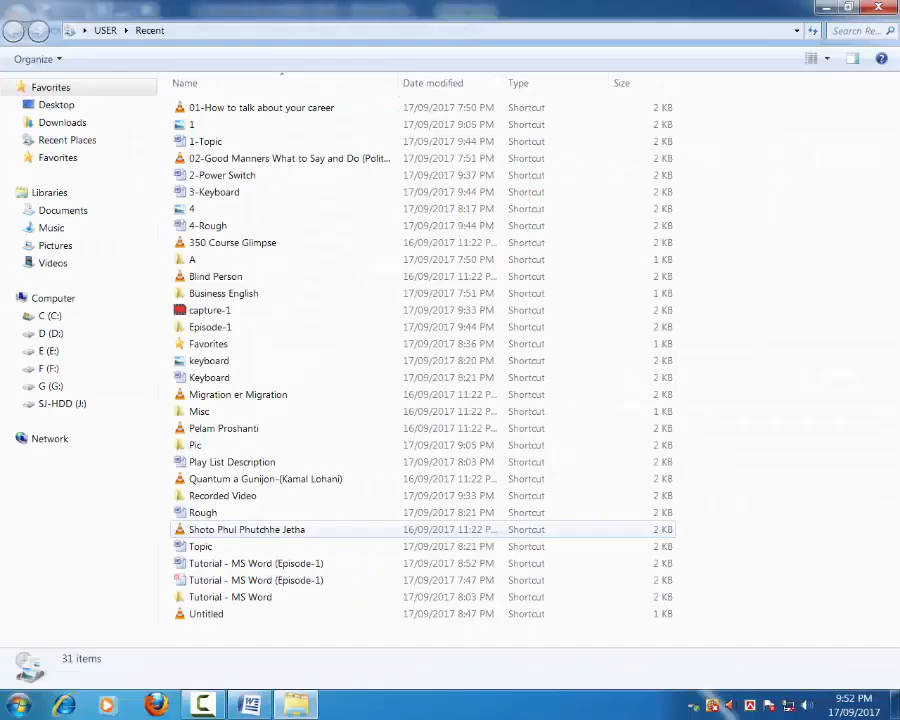 USER ▸ Recent
Search Re...
Organize
Name Date modified Type Size
Favorites
Desktop
Downloads
Recent Places
Favorites
Libraries
Documents
Music
Pictures
Videos
Computer
C (C:)
D (D:)
E (E:)
F (F:)
G (G:)
SJ-HDD (J:)
Network
01-How to talk about your career 17/09/2017 7:50 PM Shortcut 2 KB
1 17/09/2017 9:05 PM Shortcut 2 KB
1-Topic 17/09/2017 9:44 PM Shortcut 2 KB
02-Good Manners What to Say and Do (Polit... 17/09/2017 7:51 PM Shortcut 2 KB
2-Power Switch 17/09/2017 9:37 PM Shortcut 2 KB
3-Keyboard 17/09/2017 9:44 PM Shortcut 2 KB
4 17/09/2017 8:17 PM Shortcut 2 KB
4-Rough 17/09/2017 9:44 PM Shortcut 2 KB
350 Course Glimpse 16/09/2017 11:22 P... Shortcut 2 KB
A 17/09/2017 7:50 PM Shortcut 1 KB
Blind Person 16/09/2017 11:22 P... Shortcut 2 KB
Business English 17/09/2017 7:51 PM Shortcut 1 KB
capture-1 17/09/2017 9:33 PM Shortcut 2 KB
Episode-1 17/09/2017 9:44 PM Shortcut 2 KB
Favorites 17/09/2017 8:36 PM Shortcut 1 KB
keyboard 17/09/2017 8:20 PM Shortcut 2 KB
Keyboard 17/09/2017 8:21 PM Shortcut 2 KB
Migration er Migration 16/09/2017 11:22 P... Shortcut 2 KB
Misc 17/09/2017 9:44 PM Shortcut 1 KB
Pelam Proshanti 16/09/2017 11:22 P... Shortcut 2 KB
Pic 17/09/2017 9:05 PM Shortcut 2 KB
Play List Description 17/09/2017 8:03 PM Shortcut 2 KB
Quantum a Gunijon-(Kamal Lohani) 16/09/2017 11:22 P... Shortcut 2 KB
Recorded Video 17/09/2017 9:33 PM Shortcut 2 KB
Rough 17/09/2017 8:21 PM Shortcut 2 KB
Shoto Phul Phutchhe Jetha 16/09/2017 11:22 P... Shortcut 2 KB
Topic 17/09/2017 8:21 PM Shortcut 2 KB
Tutorial - MS Word (Episode-1) 17/09/2017 8:52 PM Shortcut 2 KB
Tutorial - MS Word (Episode-1) 17/09/2017 7:47 PM Shortcut 2 KB
Tutorial - MS Word 17/09/2017 8:03 PM Shortcut 2 KB
Untitled 17/09/2017 8:47 PM Shortcut 1 KB
31 items
9:52 PM
17/09/2017